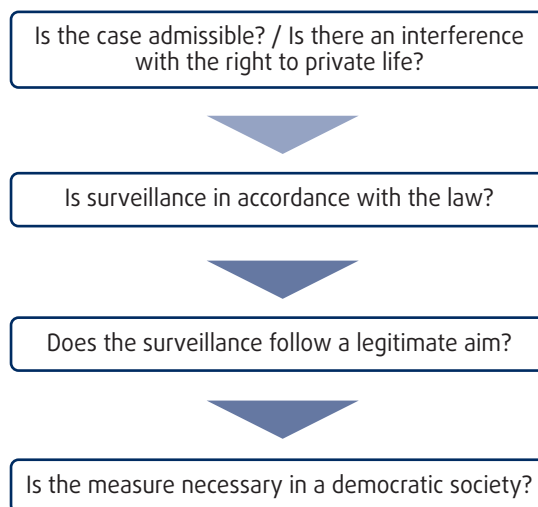 Is the case admissible? / Is there an interference
with the right to private life?
Is surveillance in accordance with the law?
Does the surveillance follow a legitimate aim?
Is the measure necessary in a democratic society?